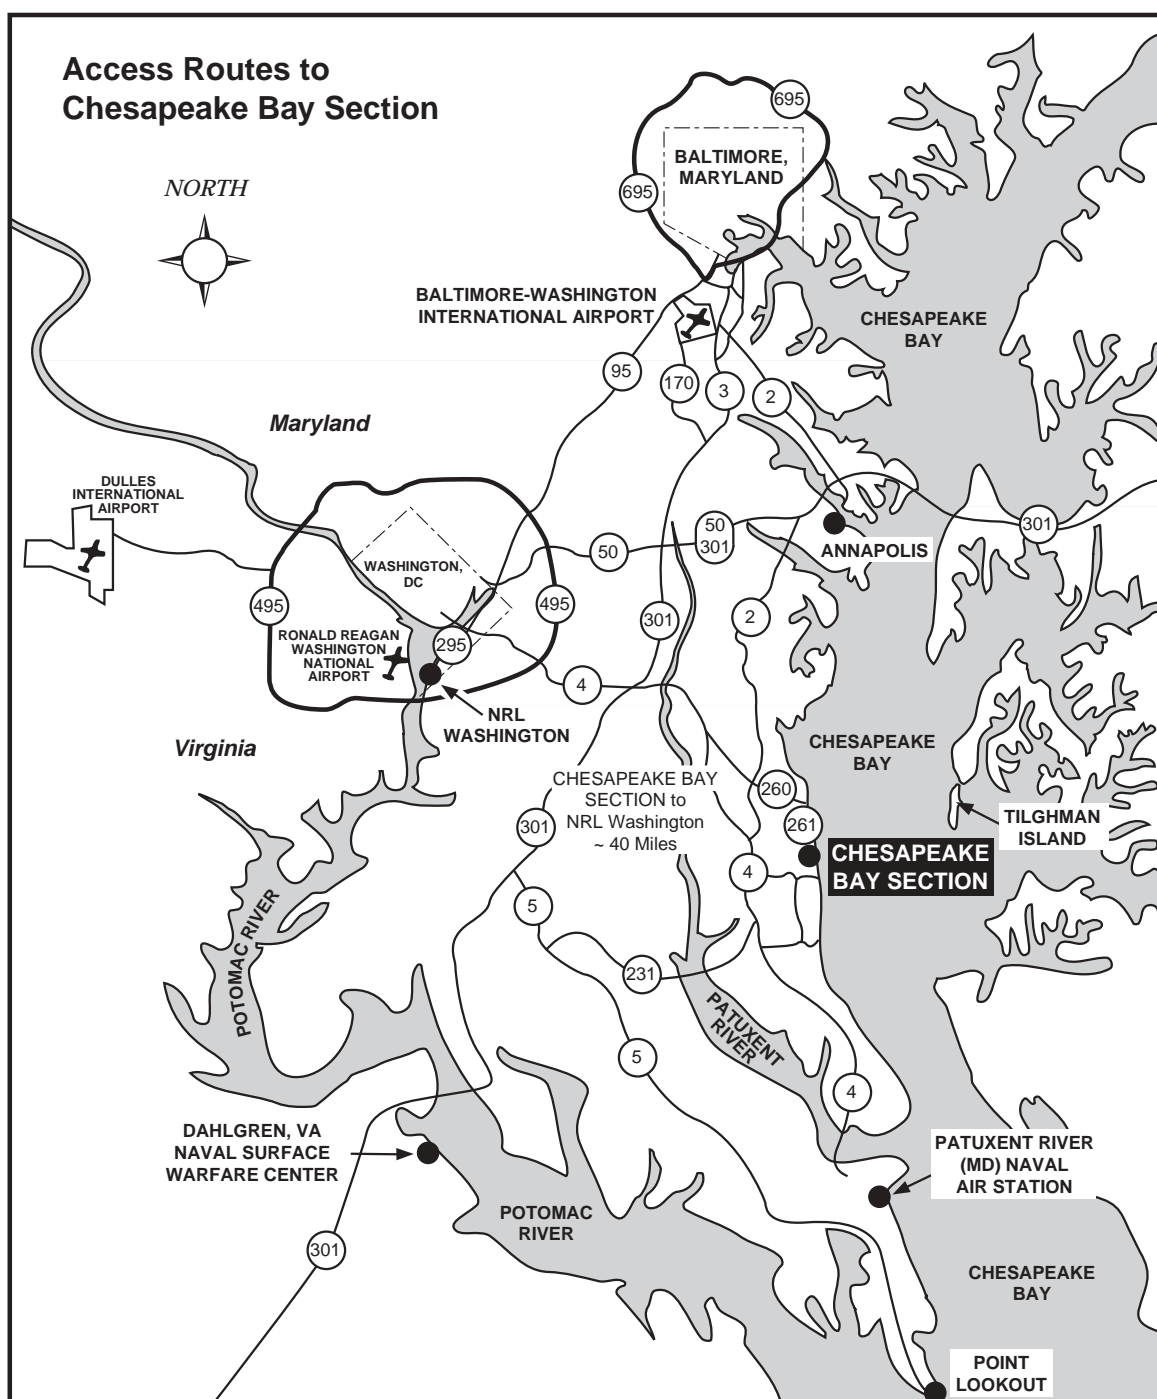 Access Routes to
Chesapeake Bay Section
NORTH
695
BALTIMORE,
MARYLAND
695
BALTIMORE-WASHINGTON
INTERNATIONAL AIRPORT
CHESAPEAKE
BAY
95
170
3
2
Maryland
DULLES
INTERNATIONAL
AIRPORT
50
50
301
301
ANNAPOLIS
WASHINGTON,
DC
495
495
301
2
RONALD REAGAN
WASHINGTON
NATIONAL
AIRPORT
295
4
NRL
WASHINGTON
Virginia
CHESAPEAKE
BAY
CHESAPEAKE BAY
SECTION to
NRL Washington
~ 40 Miles
260
261
301
TILGHMAN
ISLAND
CHESAPEAKE
BAY SECTION
4
5
POTOMAC RIVER
231
PATUXENT
RIVER
5
4
DAHLGREN, VA
NAVAL SURFACE
WARFARE CENTER
PATUXENT RIVER
(MD) NAVAL
AIR STATION
POTOMAC
RIVER
301
CHESAPEAKE
BAY
POINT
LOOKOUT